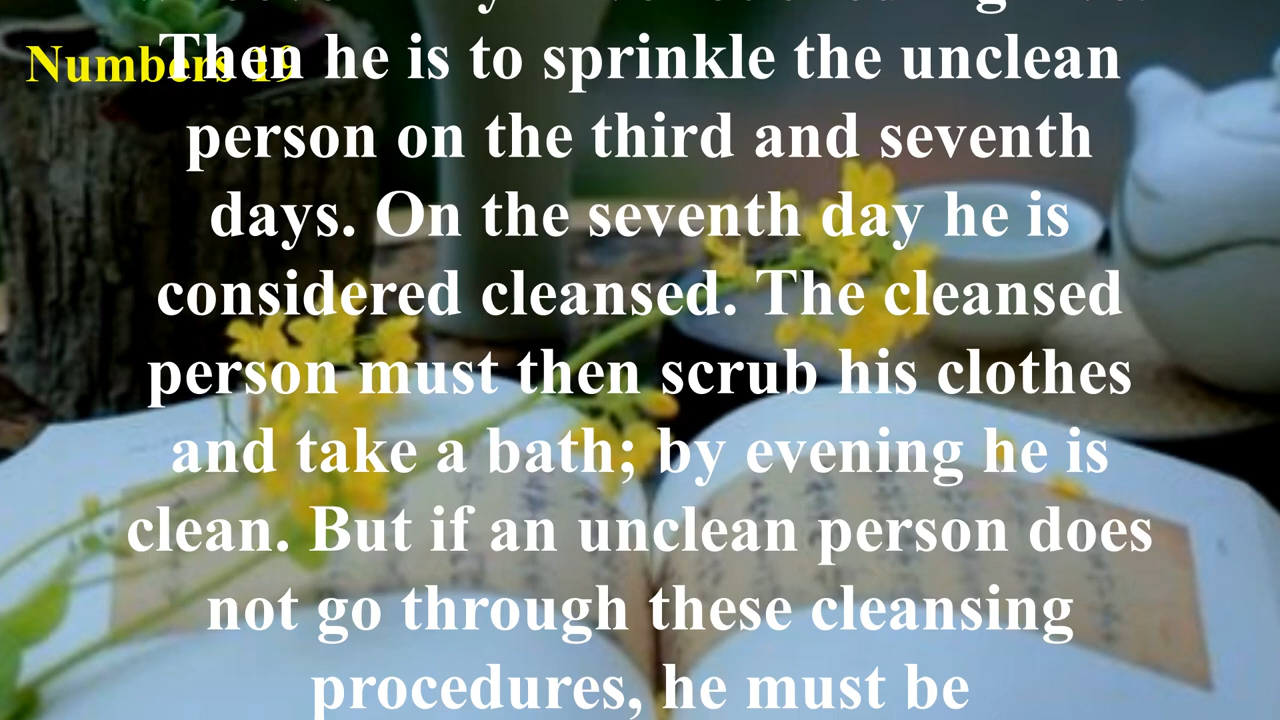 Numbers 19
Then he is to sprinkle the unclean
person on the third and seventh
days. On the seventh day he is
considered cleansed. The cleansed
person must then scrub his clothes
and take a bath; by evening he is
clean. But if an unclean person does
not go through these cleansing
procedures, he must be